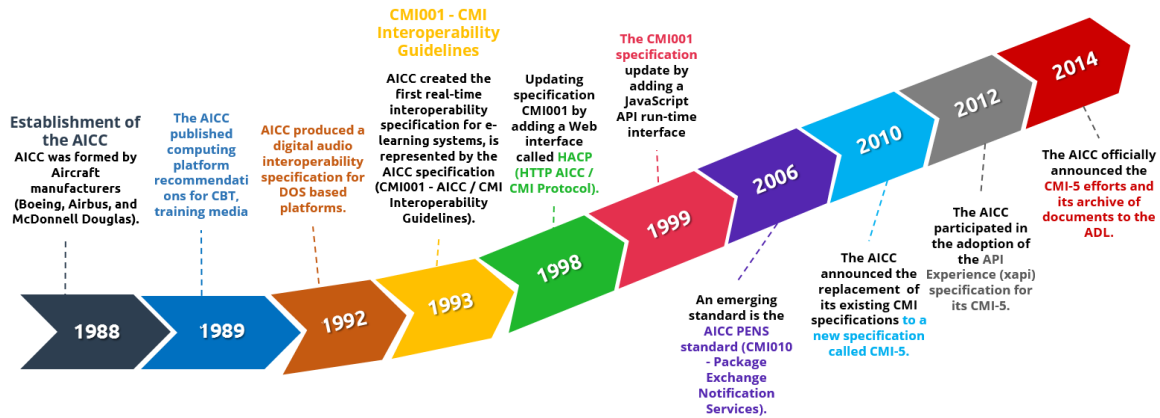 Establishment of
the AICC
AICC was formed by
Aircraft
manufacturers
(Boeing, Airbus, and
McDonnell Douglas).
1988
The AICC
published
computing
platform
recommendati
ons for CBT,
training media
1989
AICC produced a
digital audio
interoperability
specification for
DOS based
platforms.
1992
CMI001 - CMI
Interoperability
Guidelines
AICC created the
first real-time
interoperability
specification for e-
learning systems, is
represented by the
AICC specification
(CMI001 - AICC / CMI
Interoperability
Guidelines).
1993
Updating
specification
CMI001 by
adding a Web
interface
called HACP
(HTTP AICC /
CMI Protocol).
1998
The CMI001
specification
update by
adding a
JavaScript
API run-time
interface
1999
2006
An emerging
standard is the
AICC PENS
standard (CMI010
- Package
Exchange
Notification
Services).
2010
The AICC
announced the
replacement of
its existing CMI
specifications to a
new specification
called CMI-5.
2012
The AICC
participated in
the adoption of
the API
Experience (xapi)
specification for
its CMI-5.
2014
The AICC officially
announced the
CMI-5 efforts and
its archive of
documents to the
ADL.